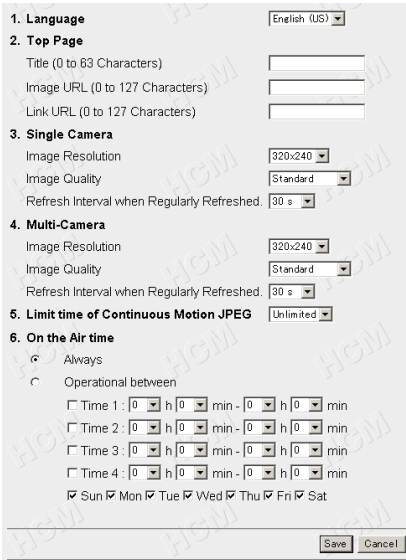 1. Language English (US)
2. Top Page
Title (0 to 63 Characters)
Image URL (0 to 127 Characters)
Link URL (0 to 127 Characters)
3. Single Camera
Image Resolution 320x240
Image Quality Standard
Refresh Interval when Regularly Refreshed. 30 s
4. Multi-Camera
Image Resolution 320x240
Image Quality Standard
Refresh Interval when Regularly Refreshed. 30 s
5. Limit time of Continuous Motion JPEG Unlimited
6. On the Air time
Always
Operational between
Time 1 : 0 h 0 min - 0 h 0 min
Time 2 : 0 h 0 min - 0 h 0 min
Time 3 : 0 h 0 min - 0 h 0 min
Time 4 : 0 h 0 min - 0 h 0 min
Sun Mon Tue Wed Thu Fri Sat
Save Cancel
HCM